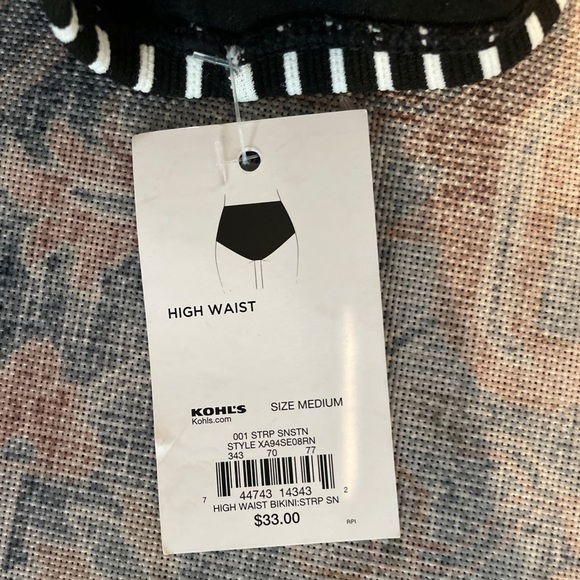 HIGH WAIST
KOHL'S SIZE MEDIUM
Kohls.com
001 STRP SNSTN
STYLE XA94SE08RN
343 70 77
7 44743 14343 2
HIGH WAIST BIKINI:STRP SN
$33.00
RPI